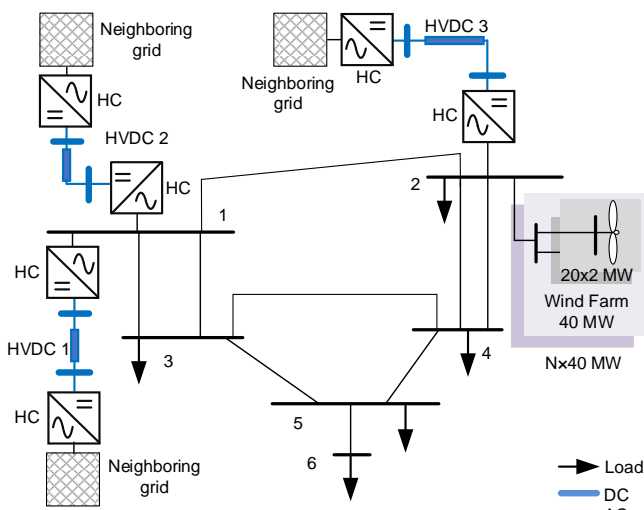 Neighboring
grid
HVDC 3
HC
Neighboring
grid
HC
HC
HVDC 2
HC
2
1
HC
20x2 MW
Wind Farm
40 MW
HVDC 1
3
4
N×40 MW
HC
5
6
Neighboring
grid
Load
DC